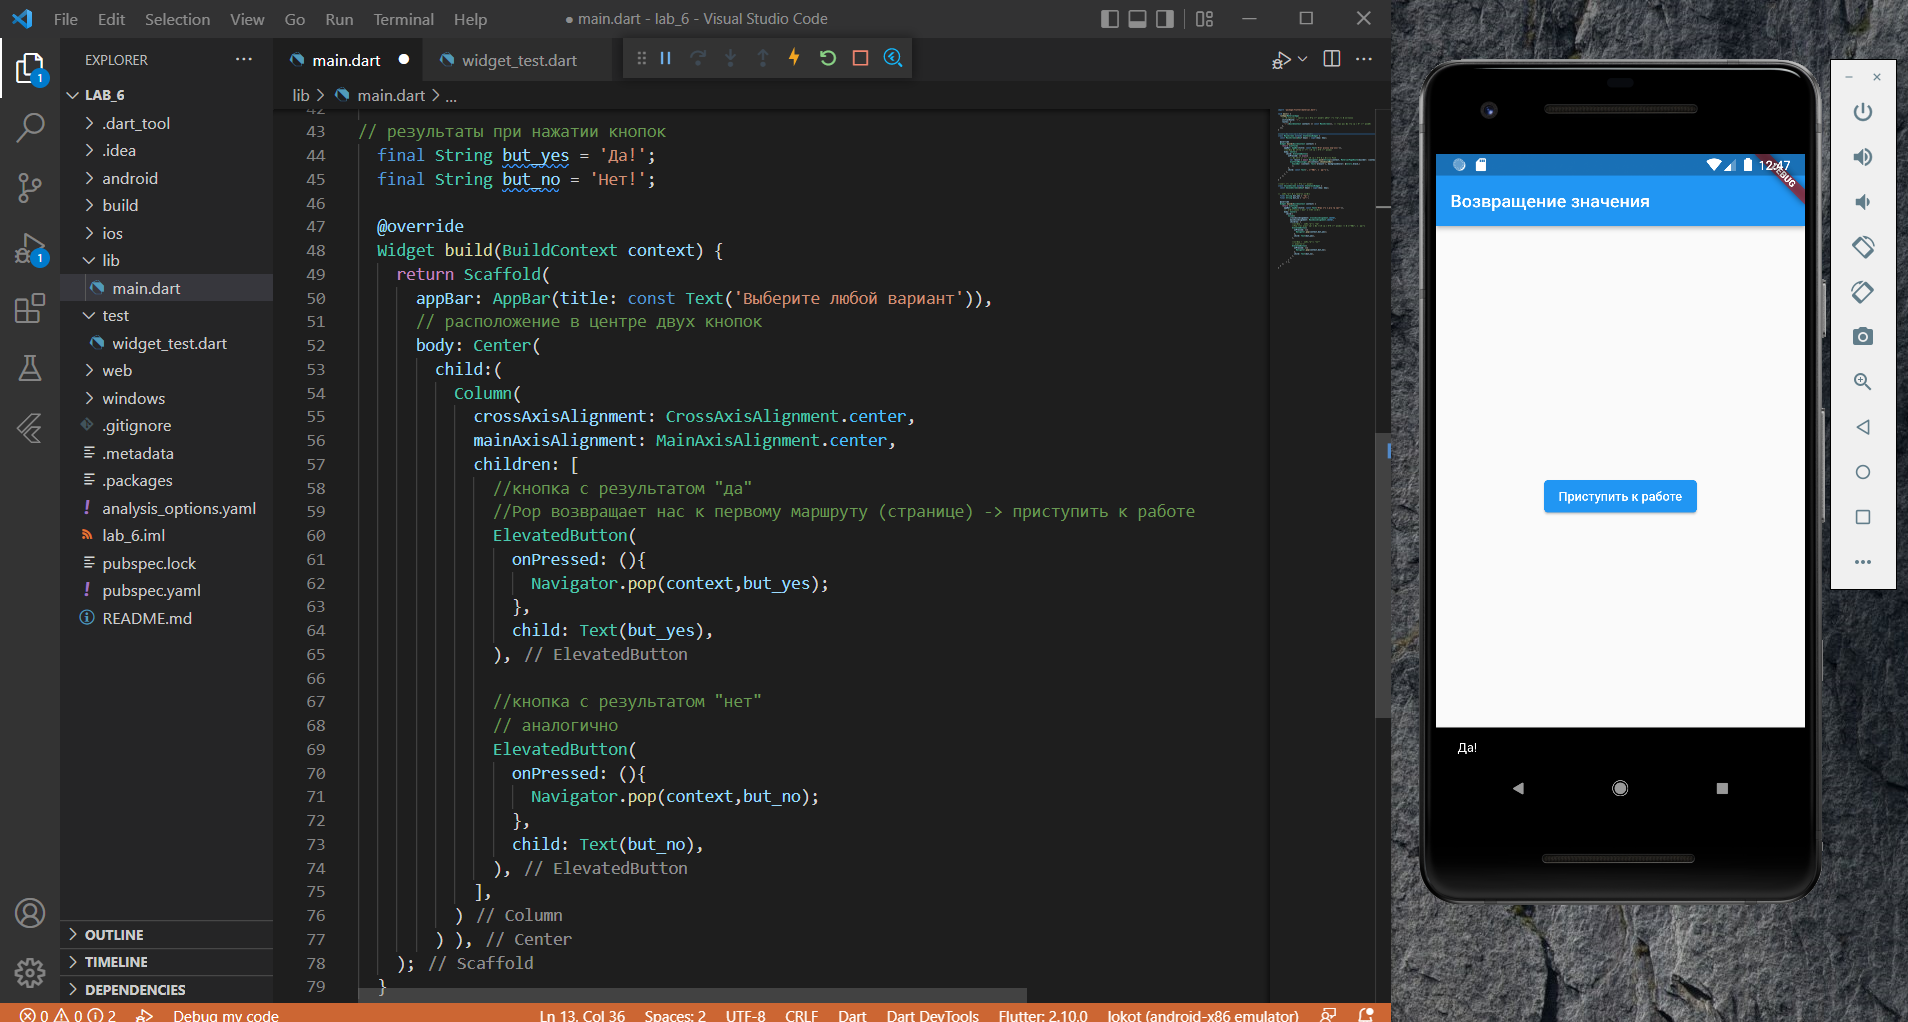 File Edit Selection View Go Run Terminal Help
● main.dart - lab_6 - Visual Studio Code
EXPLORER
LAB_6
.dart_tool
.idea
android
build
ios
lib
main.dart
test
widget_test.dart
web
windows
.gitignore
.metadata
.packages
analysis_options.yaml
lab_6.iml
pubspec.lock
pubspec.yaml
README.md
OUTLINE
TIMELINE
DEPENDENCIES
1
1
main.dart
widget_test.dart
lib > main.dart > ...
42
43 // результаты при нажатии кнопок
44 final String but_yes = 'Да!';
45 final String but_no = 'Нет!';
46
47 @override
48 Widget build(BuildContext context) {
49 return Scaffold(
50 appBar: AppBar(title: const Text('Выберите любой вариант')),
51 // расположение в центре двух кнопок
52 body: Center(
53 child:(
54 Column(
55 crossAxisAlignment: CrossAxisAlignment.center,
56 mainAxisAlignment: MainAxisAlignment.center,
57 children: [
58 //кнопка с результатом "да"
59 //Pop возвращает нас к первому маршруту (странице) -> приступить к работе
60 ElevatedButton(
61 onPressed: (){
62 Navigator.pop(context,but_yes);
63 },
64 child: Text(but_yes),
65 ), // ElevatedButton
66
67 //кнопка с результатом "нет"
68 // аналогично
69 ElevatedButton(
70 onPressed: (){
71 Navigator.pop(context,but_no);
72 },
73 child: Text(but_no),
74 ), // ElevatedButton
75 ],
76 ) // Column
77 ) ), // Center
78 ); // Scaffold
79 }
0 0 2 Debug my code
Ln 13, Col 36 Spaces: 2 UTF-8 CRLF Dart Dart DevTools Flutter: 2.10.0 lokot (android-x86 emulator)
12:47
DEBUG
Возвращение значения
Приступить к работе
Да!